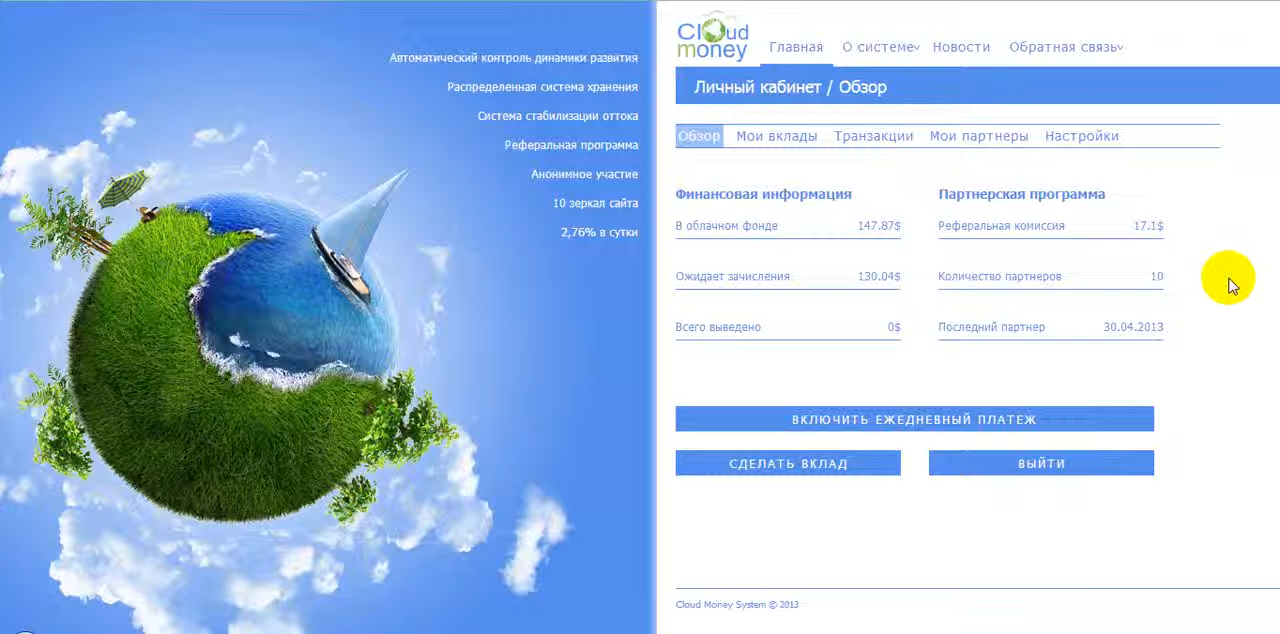 Автоматический контроль динамики развития
Распределенная система хранения
Система стабилизации оттока
Реферальная программа
Анонимное участие
10 зеркал сайта
2,76% в сутки
Cloud
money
Главная О системе Новости Обратная связь
Личный кабинет / Обзор
Обзор Мои вклады Транзакции Мои партнеры Настройки
Финансовая информация
В облачном фонде 147.87$
Ожидает зачисления 130.04$
Всего выведено 0$
Партнерская программа
Реферальная комиссия 17.1$
Количество партнеров 10
Последний партнер 30.04.2013
ВКЛЮЧИТЬ ЕЖЕДНЕВНЫЙ ПЛАТЕЖ
СДЕЛАТЬ ВКЛАД
ВЫЙТИ
Cloud Money System © 2013